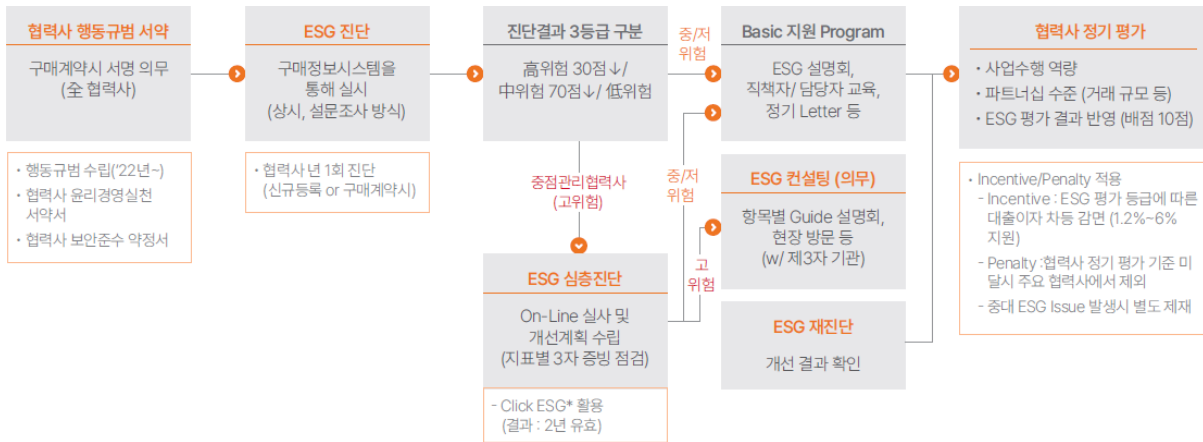 협력사 행동규범 서약
구매계약시 서명 의무
(全 협력사)
• 행동규범 수립('22년~)
• 협력사 윤리경영실천
서약서
• 협력사 보안준수 약정서
ESG 진단
구매정보시스템을
통해 실시
(상시, 설문조사 방식)
• 협력사 년 1회 진단
(신규등록 or 구매계약시)
진단결과 3등급 구분
高위험 30점↓/
中위험 70점↓/ 低위험
중점관리협력사
(고위험)
ESG 심층진단
On-Line 실사 및
개선계획 수립
(지표별 3자 증빙 점검)
- Click ESG* 활용
(결과 : 2년 유효)
중/저
위험
중/저
위험
고
위험
Basic 지원 Program
ESG 설명회,
직책자/ 담당자 교육,
정기 Letter 등
ESG 컨설팅 (의무)
항목별 Guide 설명회,
현장 방문 등
(w/ 제3자 기관)
ESG 재진단
개선 결과 확인
협력사 정기 평가
• 사업수행 역량
• 파트너십 수준 (거래 규모 등)
• ESG 평가 결과 반영 (배점 10점)
• Incentive/Penalty 적용
- Incentive : ESG 평가 등급에 따른
대출이자 차등 감면 (1.2%~6%
지원)
- Penalty :협력사 정기 평가 기준 미
달시 주요 협력사에서 제외
- 중대 ESG Issue 발생시 별도 제재